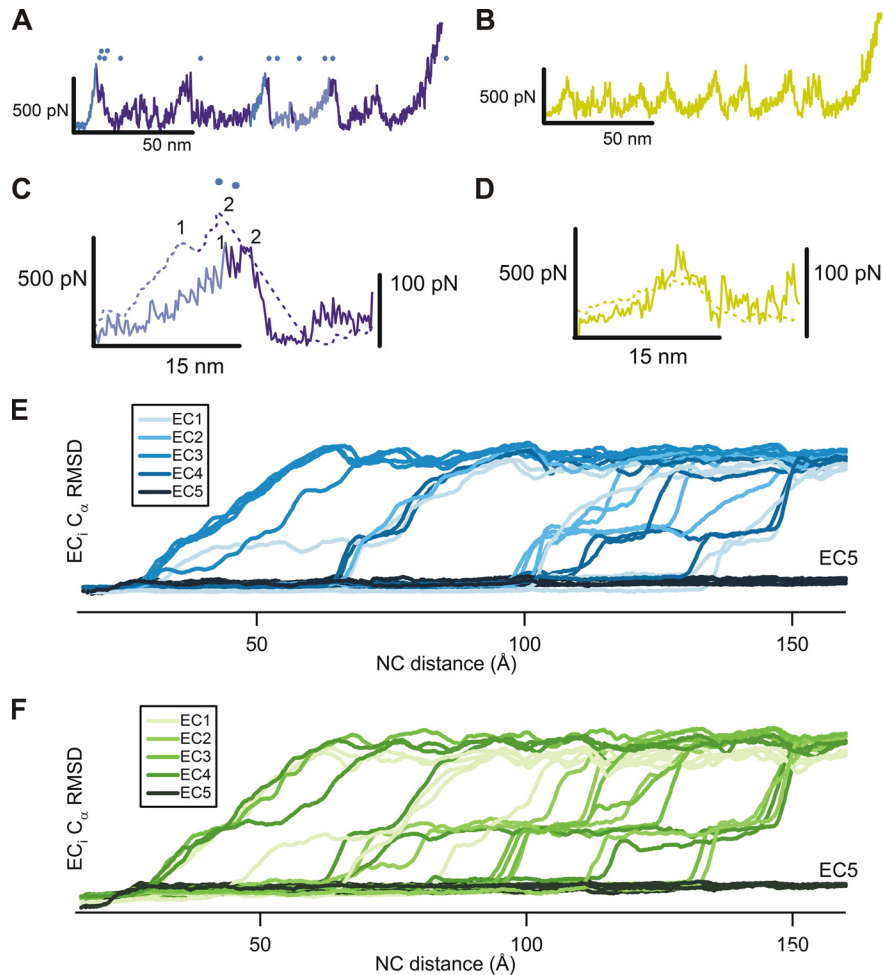 A
500 pN
50 nm
B
500 pN
50 nm
C
1
2
1
2
500 pN
100 pN
15 nm
D
500 pN
100 pN
15 nm
E
EC1
EC2
EC3
EC4
EC5
ECi Cα RMSD
EC5
50
100
150
NC distance (Å)
F
EC1
EC2
EC3
EC4
EC5
ECi Cα RMSD
EC5
50
100
150
NC distance (Å)